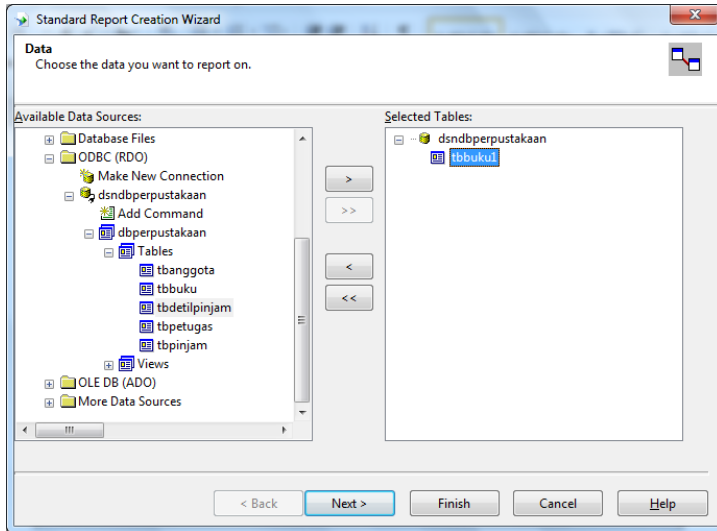 Standard Report Creation Wizard
Data
Choose the data you want to report on.
Available Data Sources:
Database Files
ODBC (RDO)
Make New Connection
dsndbperpustakaan
Add Command
dbperpustakaan
Tables
tbanggota
tbbuku
tbdetilpinjam
tbpetugas
tbpinjam
Views
OLE DB (ADO)
More Data Sources
>
>>
<
<<
Selected Tables:
dsndbperpustakaan
tbbuku1
< Back
Next >
Finish
Cancel
Help